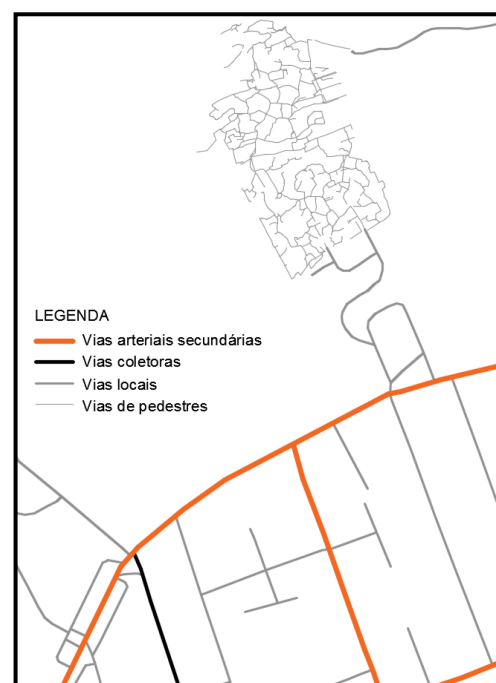 LEGENDA
Vias arteriais secundárias
Vias coletoras
Vias locais
Vias de pedestres